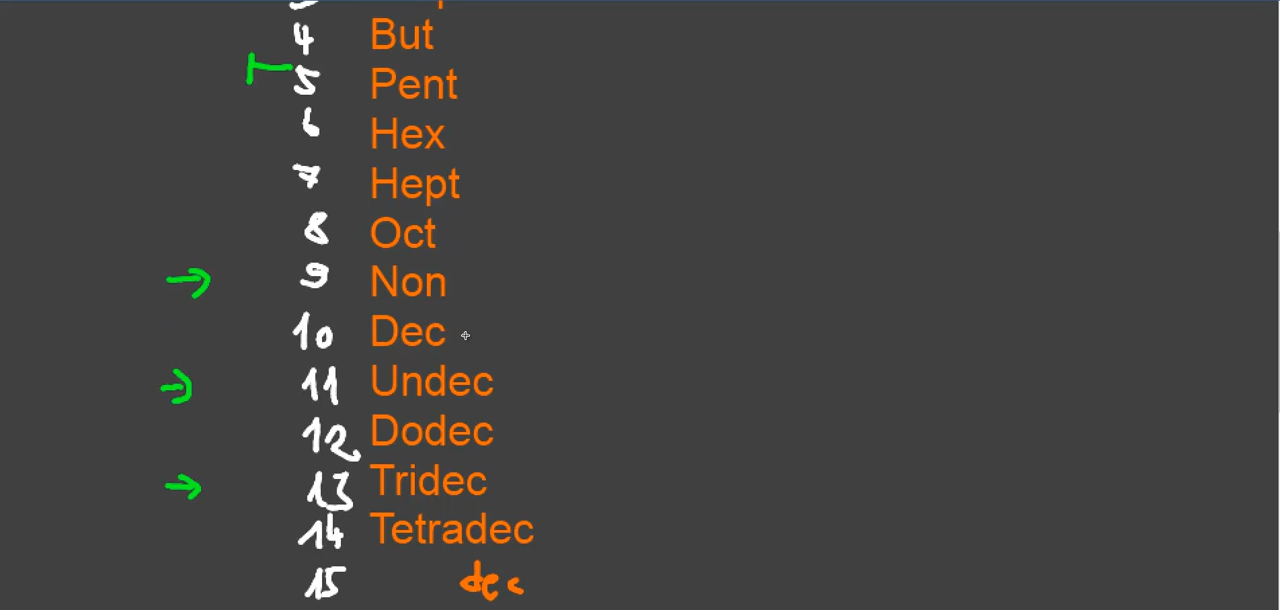 4 But
5 Pent
6 Hex
7 Hept
8 Oct
9 Non
10 Dec
11 Undec
12 Dodec
13 Tridec
14 Tetradec
15 dec